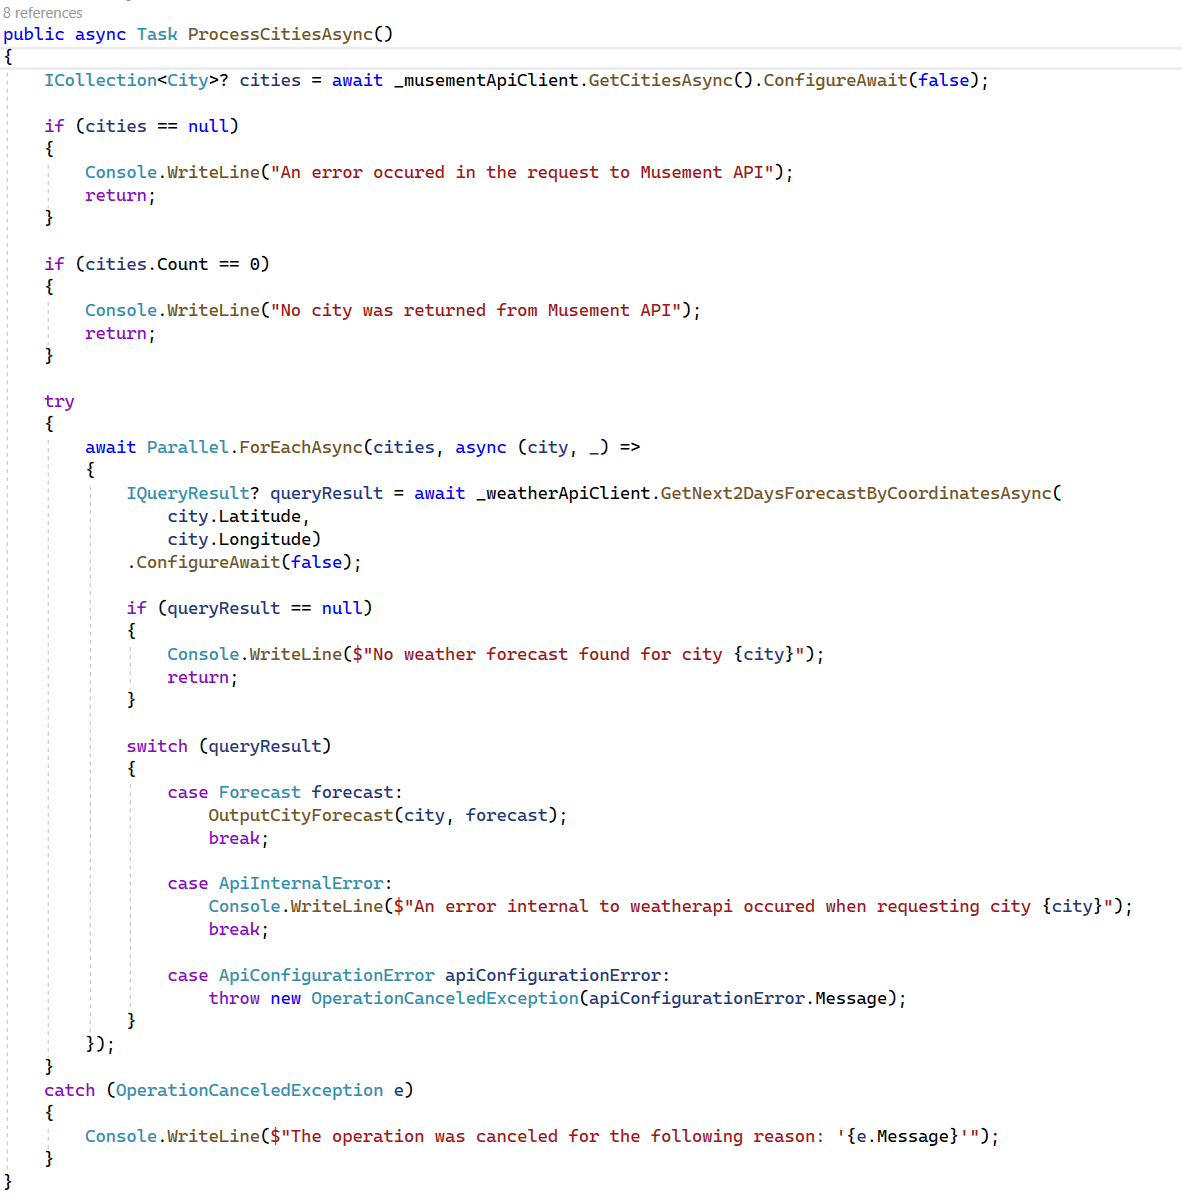 8 references
public async Task ProcessCitiesAsync()
{
    ICollection<City>? cities = await _musementApiClient.GetCitiesAsync().ConfigureAwait(false);

    if (cities == null)
    {
        Console.WriteLine("An error occured in the request to Musement API");
        return;
    }

    if (cities.Count == 0)
    {
        Console.WriteLine("No city was returned from Musement API");
        return;
    }

    try
    {
        await Parallel.ForEachAsync(cities, async (city, _) =>
        {
            IQueryResult? queryResult = await _weatherApiClient.GetNext2DaysForecastByCoordinatesAsync(
                city.Latitude,
                city.Longitude)
            .ConfigureAwait(false);

            if (queryResult == null)
            {
                Console.WriteLine($"No weather forecast found for city {city}");
                return;
            }

            switch (queryResult)
            {
                case Forecast forecast:
                    OutputCityForecast(city, forecast);
                    break;

                case ApiInternalError:
                    Console.WriteLine($"An error internal to weatherapi occured when requesting city {city}");
                    break;

                case ApiConfigurationError apiConfigurationError:
                    throw new OperationCanceledException(apiConfigurationError.Message);
            }
        });
    }
    catch (OperationCanceledException e)
    {
        Console.WriteLine($"The operation was canceled for the following reason: '{e.Message}'");
    }
}